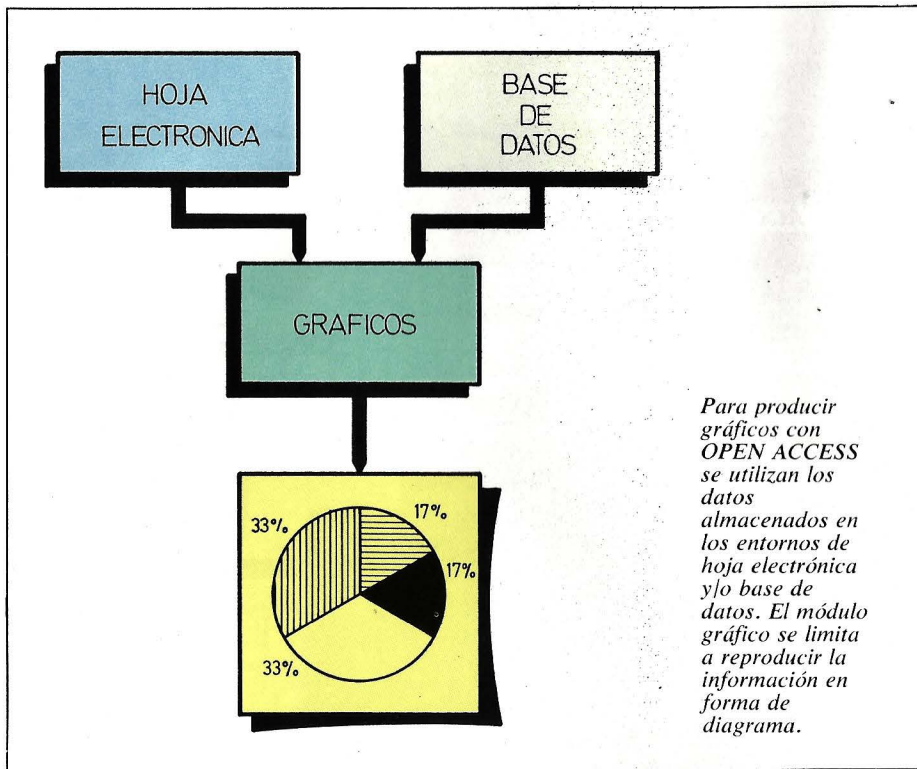 HOJA
ELECTRONICA
BASE
DE
DATOS
GRAFICOS
33%
17%
17%
33%
Para producir
gráficos con
OPEN ACCESS
se utilizan los
datos
almacenados en
los entornos de
hoja electrónica
y/o base de
datos. El módulo
gráfico se limita
a reproducir la
información en
forma de
diagrama.